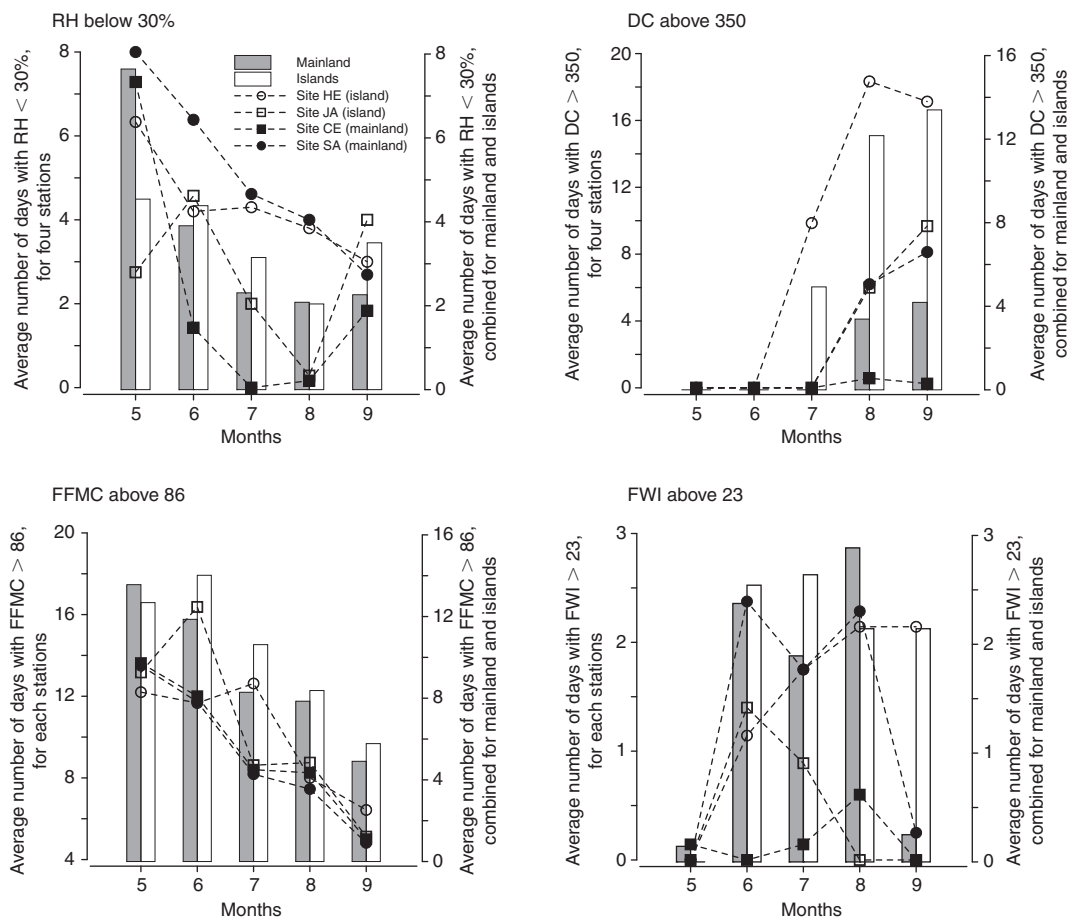 RH below 30%
Average number of days with RH < 30%,
for four stations
8
6
4
2
0
Mainland
Islands
Site HE (island)
Site JA (island)
Site CE (mainland)
Site SA (mainland)
8
6
4
2
0
Average number of days with RH < 30%,
combined for mainland and islands
5 6 7 8 9
Months
DC above 350
Average number of days with DC > 350,
for four stations
20
16
12
8
4
0
16
12
8
4
0
Average number of days with DC > 350,
combined for mainland and islands
5 6 7 8 9
Months
FFMC above 86
Average number of days with FFMC > 86,
for each stations
20
16
12
8
4
16
12
8
4
0
Average number of days with FFMC > 86,
combined for mainland and islands
5 6 7 8 9
Months
FWI above 23
Average number of days with FWI > 23,
for each stations
3
2
1
0
3
2
1
0
Average number of days with FWI > 23,
combined for mainland and islands
5 6 7 8 9
Months